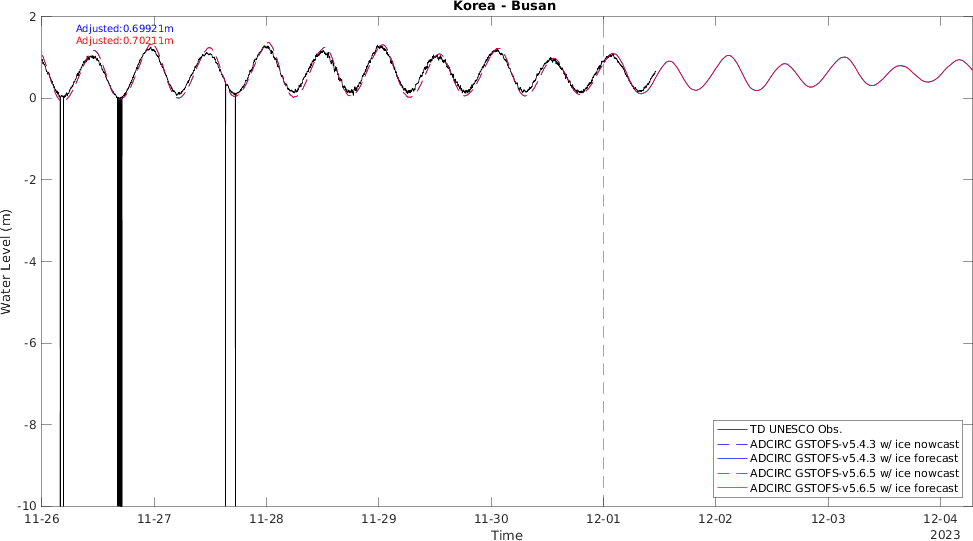 Korea - Busan
Adjusted:0.69921m
Adjusted:0.70211m
Water Level (m)
2
0
-2
-4
-6
-8
-10
TD UNESCO Obs.
ADCIRC GSTOFS-v5.4.3 w/ ice nowcast
ADCIRC GSTOFS-v5.4.3 w/ ice forecast
ADCIRC GSTOFS-v5.6.5 w/ ice nowcast
ADCIRC GSTOFS-v5.6.5 w/ ice forecast
11-26 11-27 11-28 11-29 11-30 12-01 12-02 12-03 12-04
Time
2023